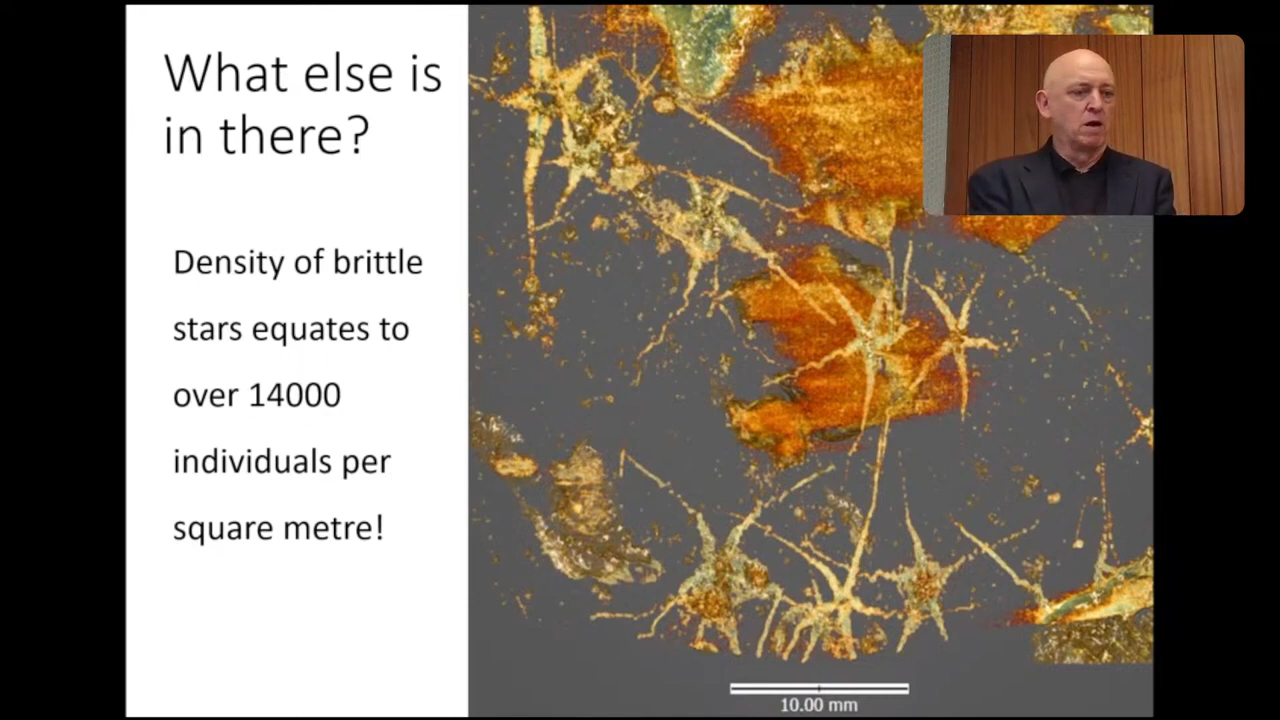 What else is
in there?
Density of brittle
stars equates to
over 14000
individuals per
square metre!
10.00 mm